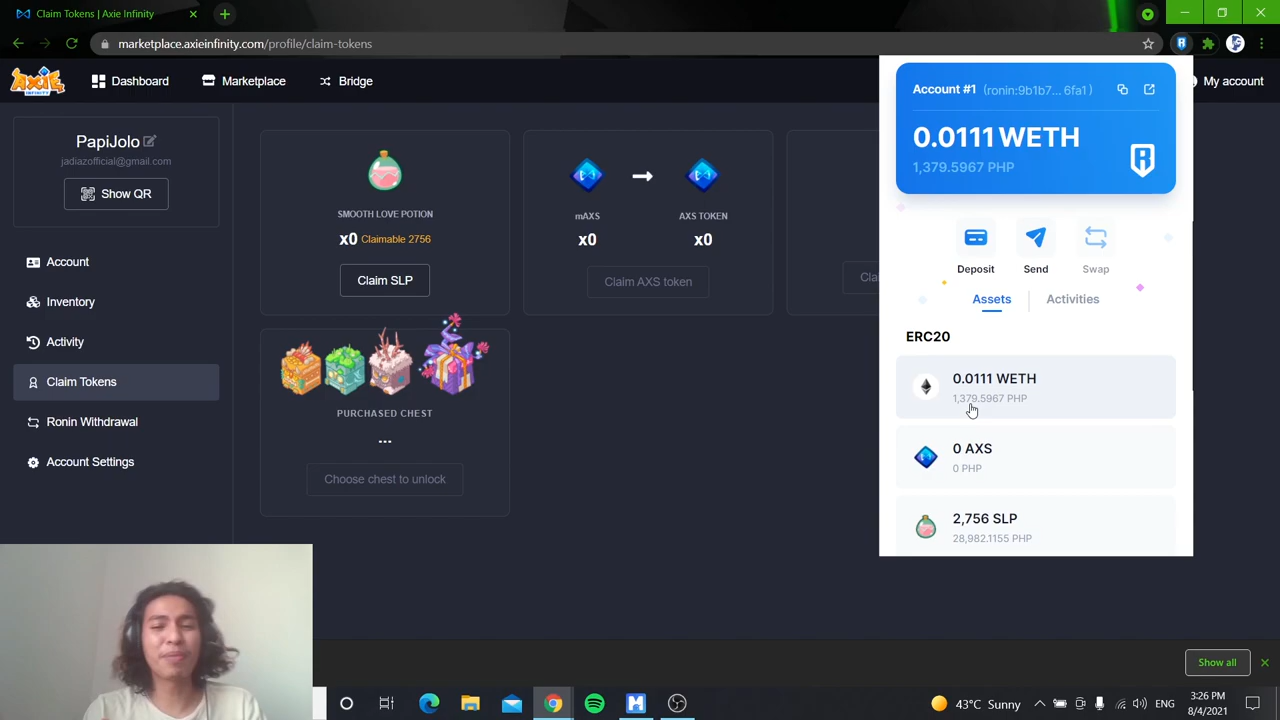 Claim Tokens | Axie Infinity
marketplace.axieinfinity.com/profile/claim-tokens
AXIE
INFINITY
Dashboard
Marketplace
Bridge
My account
PapiJolo
jadiazofficial@gmail.com
Show QR
Account
Inventory
Activity
Claim Tokens
Ronin Withdrawal
Account Settings
SMOOTH LOVE POTION
x0 Claimable 2756
Claim SLP
mAXS
AXS TOKEN
x0
x0
Claim AXS token
Clai
PURCHASED CHEST
...
Choose chest to unlock
Account #1 (ronin:9b1b7... 6fa1)
0.0111 WETH
1,379.5967 PHP
Deposit
Send
Swap
Assets
Activities
ERC20
0.0111 WETH
1,379.5967 PHP
0 AXS
0 PHP
2,756 SLP
28,982.1155 PHP
Show all
43°C Sunny
ENG
3:26 PM
8/4/2021